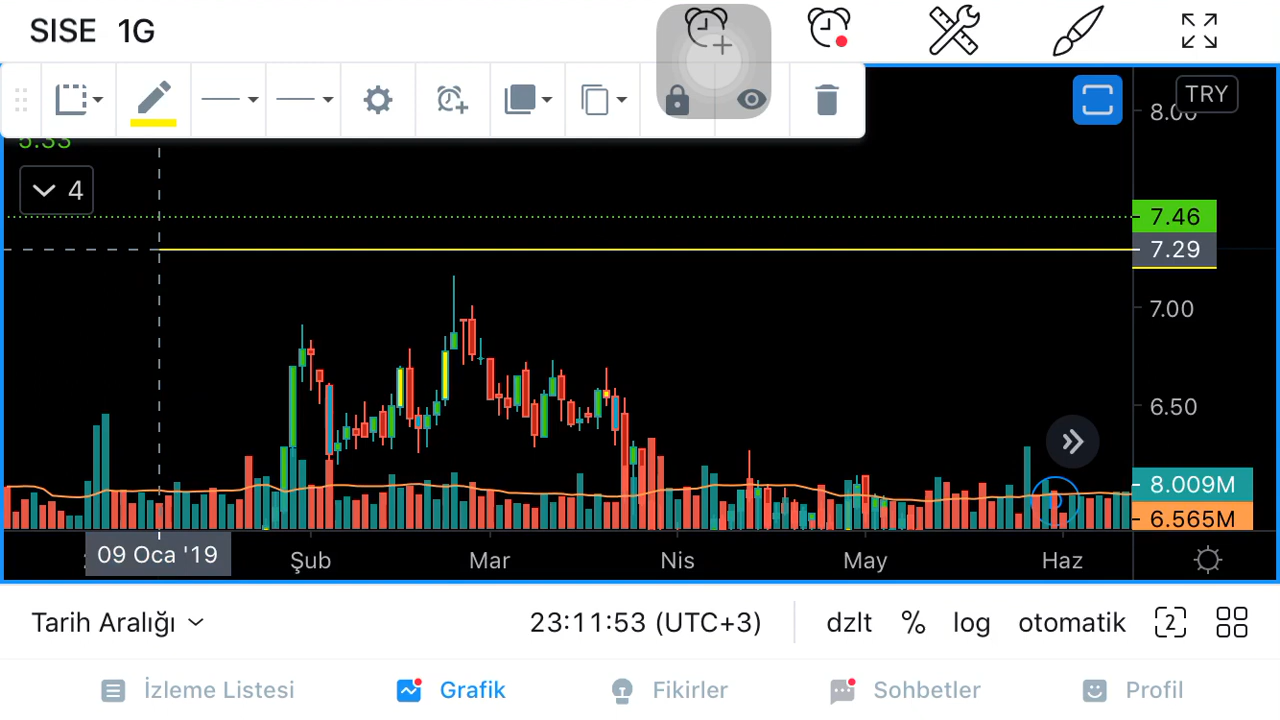 SISE 1G
TRY
8.00
5.33
4
7.46
7.29
7.00
6.50
8.009M
6.565M
09 Oca '19
Şub
Mar
Nis
May
Haz
Tarih Aralığı
23:11:53 (UTC+3)
dzlt
%
log
otomatik
2
İzleme Listesi
Grafik
Fikirler
Sohbetler
Profil